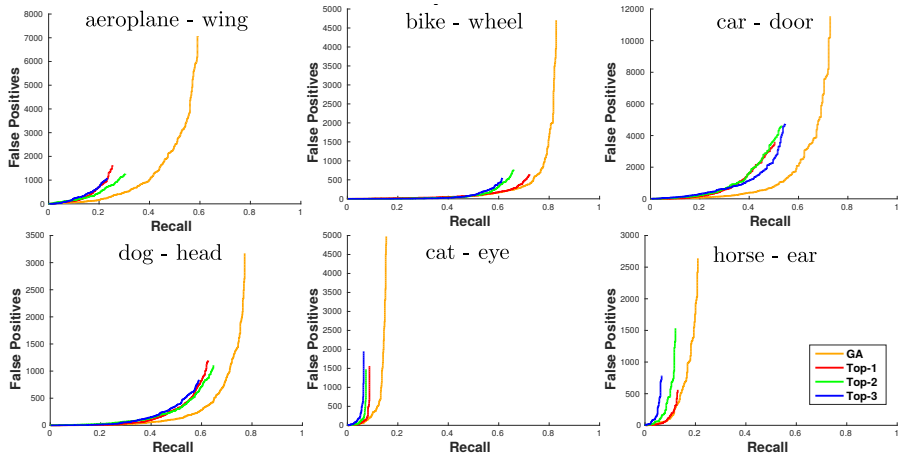 aeroplane - wing
False Positives
8000
7000
6000
5000
4000
3000
2000
1000
0
0 0.2 0.4 0.6 0.8 1
Recall
bike - wheel
False Positives
5000
4500
4000
3500
3000
2500
2000
1500
1000
500
0
0 0.2 0.4 0.6 0.8 1
Recall
car - door
False Positives
12000
10000
8000
6000
4000
2000
0
0 0.2 0.4 0.6 0.8 1
Recall
dog - head
False Positives
3500
3000
2500
2000
1500
1000
500
0
0 0.2 0.4 0.6 0.8 1
Recall
cat - eye
False Positives
5000
4500
4000
3500
3000
2500
2000
1500
1000
500
0
0 0.2 0.4 0.6 0.8 1
Recall
horse - ear
False Positives
3000
2500
2000
1500
1000
500
0
0 0.2 0.4 0.6 0.8 1
Recall
GA
Top-1
Top-2
Top-3